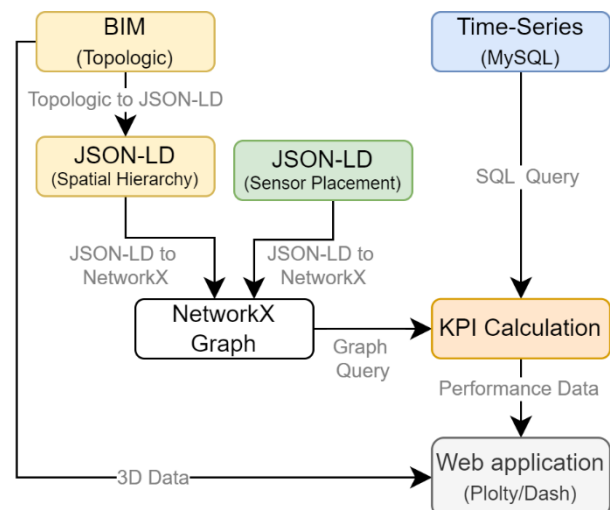 BIM
(Topologic)
Time-Series
(MySQL)
Topologic to JSON-LD
JSON-LD
(Spatial Hierarchy)
JSON-LD
(Sensor Placement)
SQL Query
JSON-LD to
NetworkX
JSON-LD to
NetworkX
NetworkX
Graph
Graph
Query
KPI Calculation
Performance Data
3D Data
Web application
(Plolty/Dash)